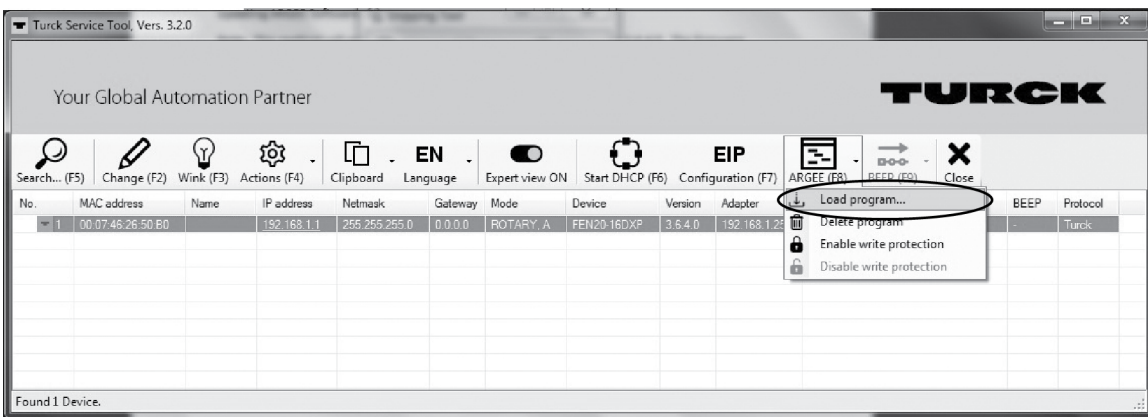 Turck Service Tool, Vers. 3.2.0
Your Global Automation Partner
TURCK
Search... (F5) Change (F2) Wink (F3) Actions (F4) Clipboard EN Language Expert view ON Start DHCP (F6) EIP Configuration (F7) ARGEE (F8) BEEP (F9) Close
No. MAC address Name IP address Netmask Gateway Mode Device Version Adapter BEEP Protocol
1 00:07:46:26:50:B0 192.168.1.1 255.255.255.0 0.0.0.0 ROTARY, A FEN20-16DXP 3.6.4.0 192.168.1.25 - Turck
Load program...
Delete program
Enable write protection
Disable write protection
Found 1 Device.